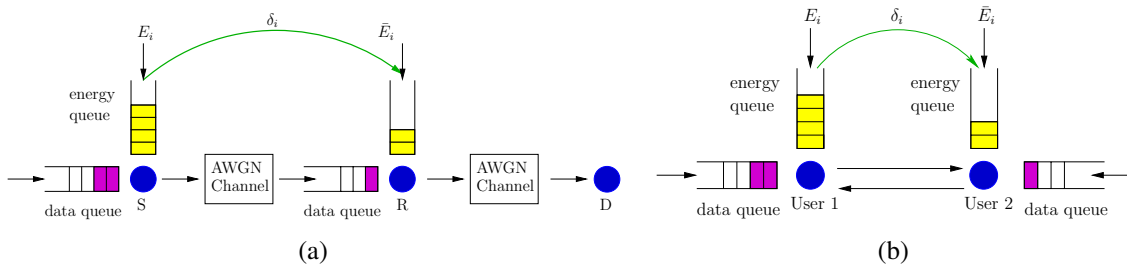 E_i
δ_i
Ē_i
energy
queue
AWGN
Channel
AWGN
Channel
data queue
S
data queue
R
D
(a)
E_i
δ_i
Ē_i
energy
queue
energy
queue
data queue
User 1
User 2
data queue
(b)